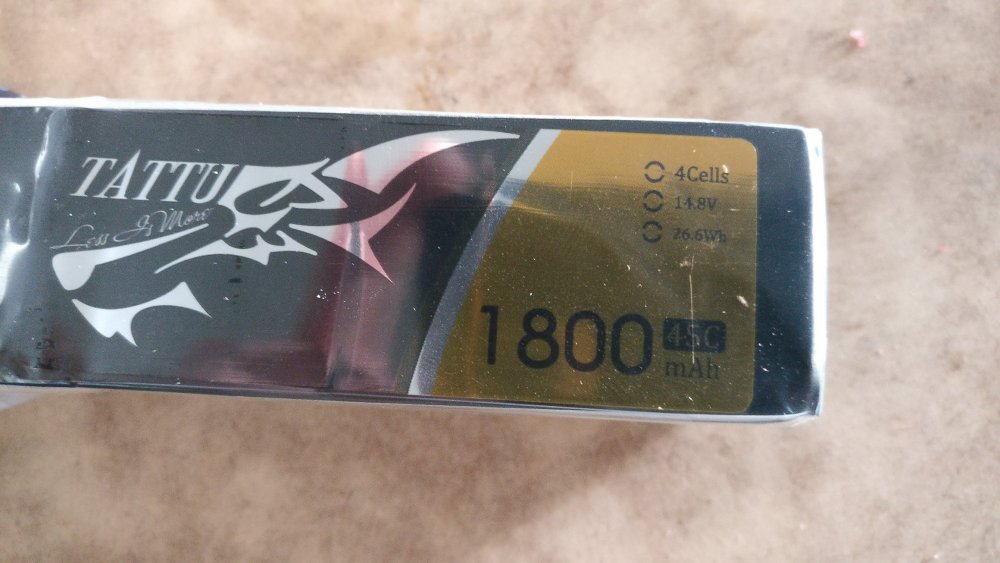 TATTU
Less Is More
4Cells
14.8V
26.6Wh
1800 45C
mAh